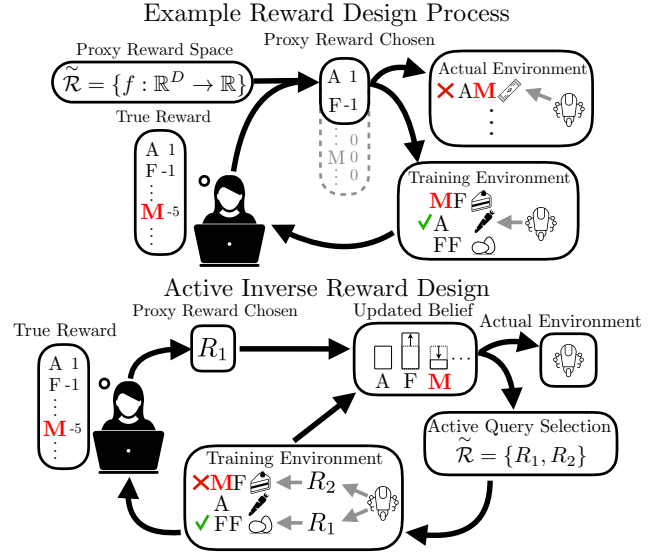 Example Reward Design Process
Proxy Reward Space
R̃ = {f : ℝ^D → ℝ}
Proxy Reward Chosen
A 1
F -1
⋮ 0
M 0
⋮ 0
Actual Environment
AM
⋮
True Reward
A 1
F -1
⋮
M -5
⋮
Training Environment
MF
A
FF
Active Inverse Reward Design
True Reward
A 1
F -1
⋮
M -5
⋮
Proxy Reward Chosen
R₁
Updated Belief
A F M ...
Actual Environment
Active Query Selection
R̃ = {R₁, R₂}
Training Environment
MF R₂
A
FF R₁